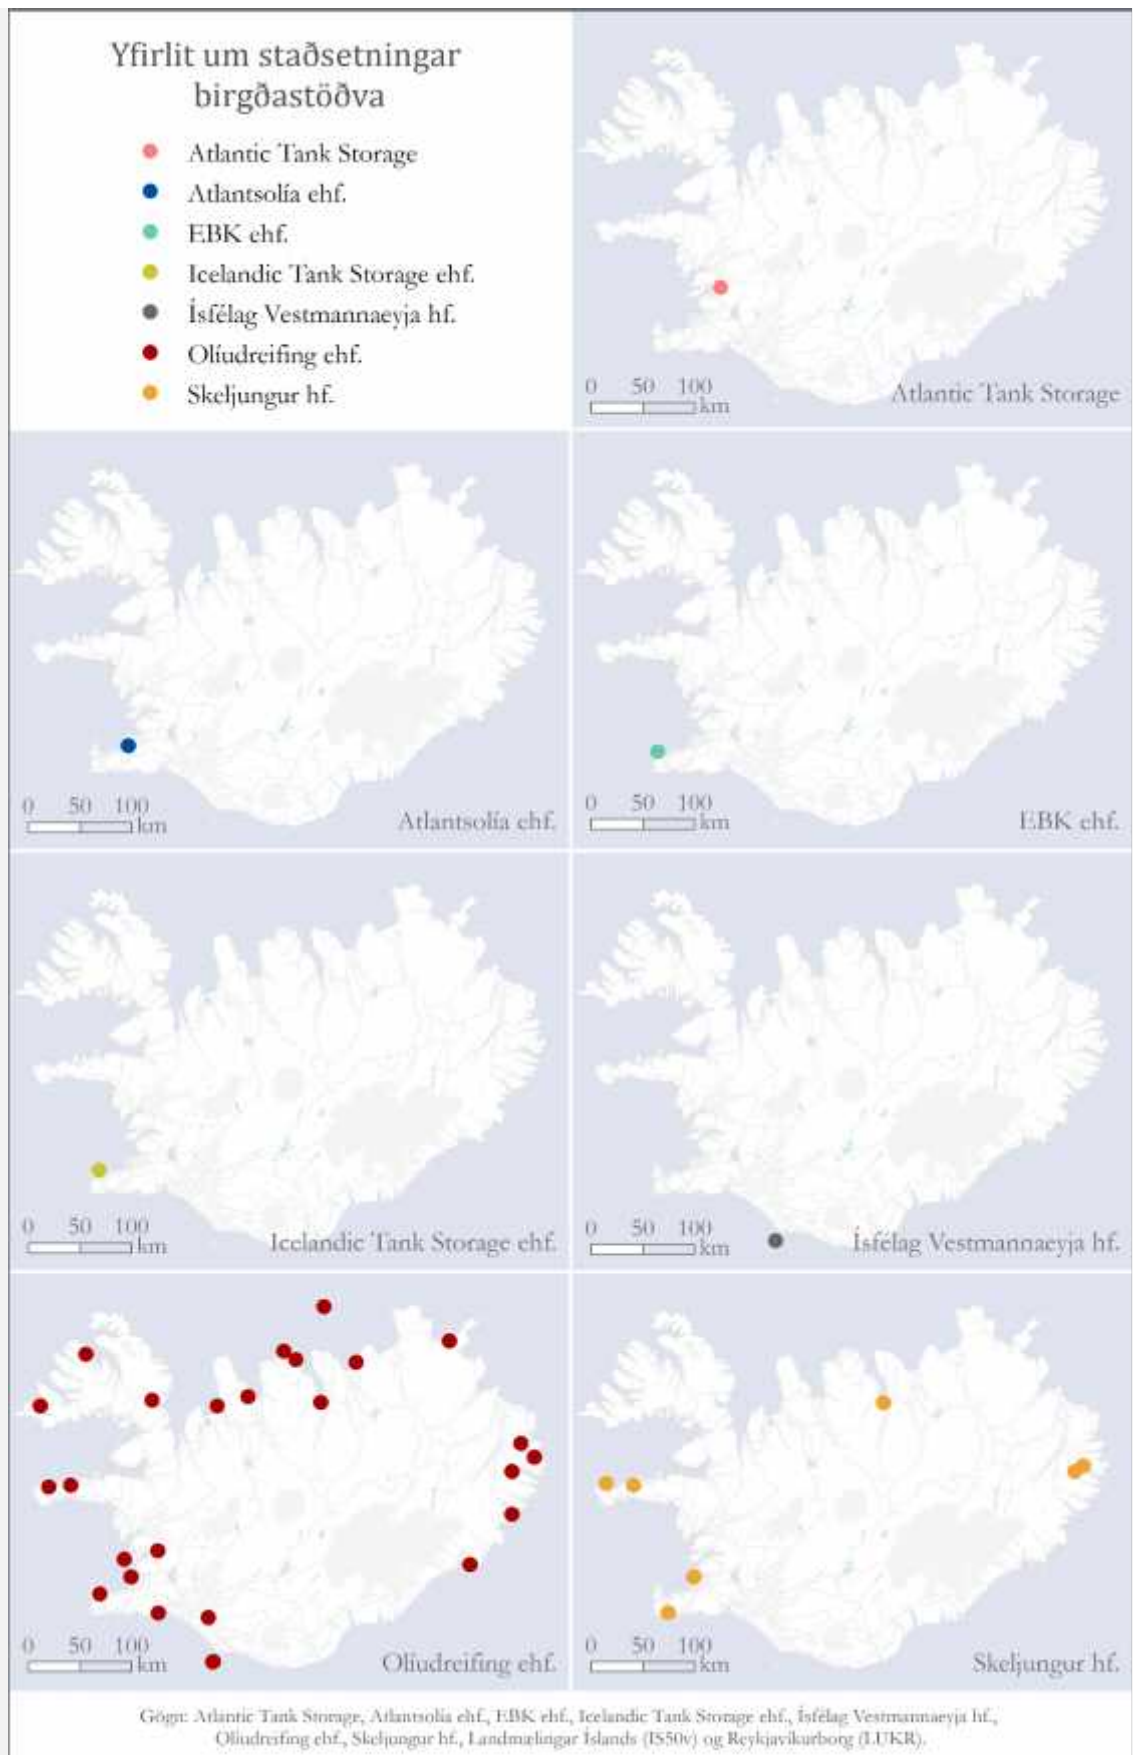 Yfirlit um staðsetningar
birgðastöðva
Atlantic Tank Storage
Atlantsolía ehf.
EBK ehf.
Icelandic Tank Storage ehf.
Ísfélag Vestmannaeyja hf.
Olíudreifing ehf.
Skeljungur hf.
0 50 100
km
Atlantic Tank Storage
0 50 100
km
Atlantsolía ehf.
0 50 100
km
EBK ehf.
0 50 100
km
Icelandic Tank Storage ehf.
0 50 100
km
Ísfélag Vestmannaeyja hf.
0 50 100
km
Olíudreifing ehf.
0 50 100
km
Skeljungur hf.
Gögn: Atlantic Tank Storage, Atlantsolía ehf., EBK ehf., Icelandic Tank Storage ehf., Ísfélag Vestmannaeyja hf.,
Olíudreifing ehf., Skeljungur hf., Landmælingar Íslands (IS50v) og Reykjavíkurborg (LUKR).